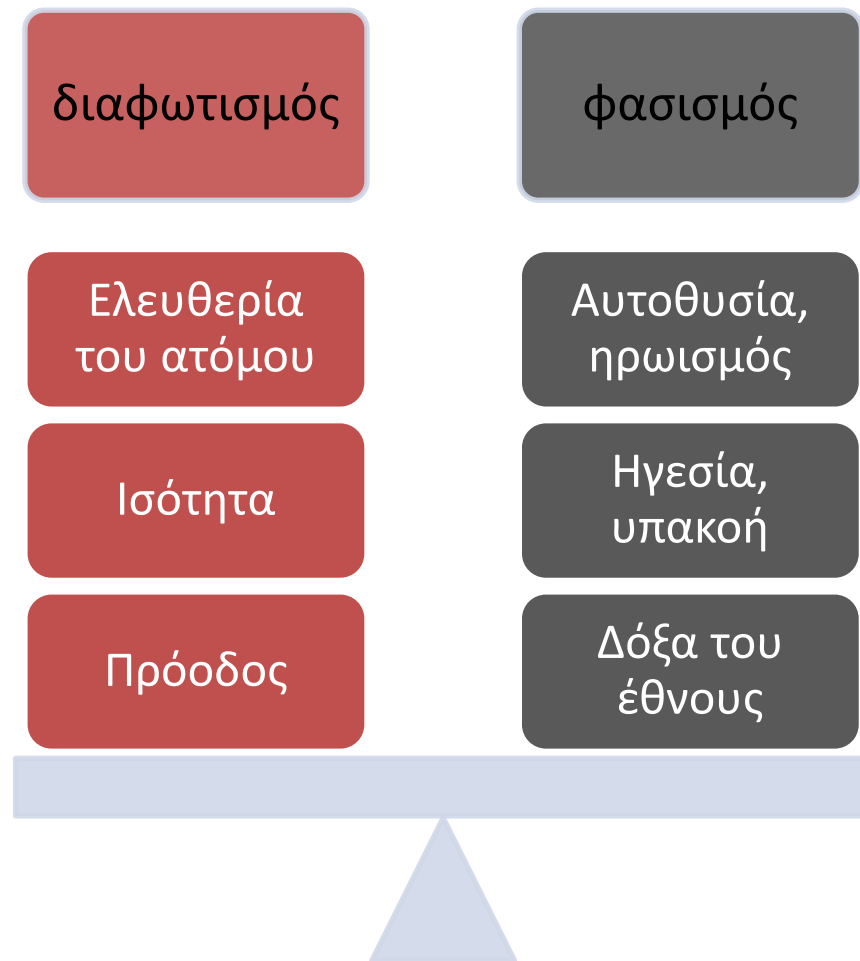 διαφωτισμός
Ελευθερία
του ατόμου
Ισότητα
Πρόοδος
φασισμός
Αυτοθυσία,
ηρωισμός
Ηγεσία,
υπακοή
Δόξα του
έθνους